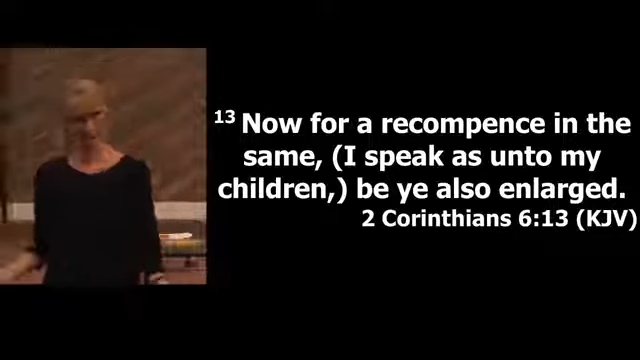 13 Now for a recompence in the
same, (I speak as unto my
children,) be ye also enlarged.
2 Corinthians 6:13 (KJV)